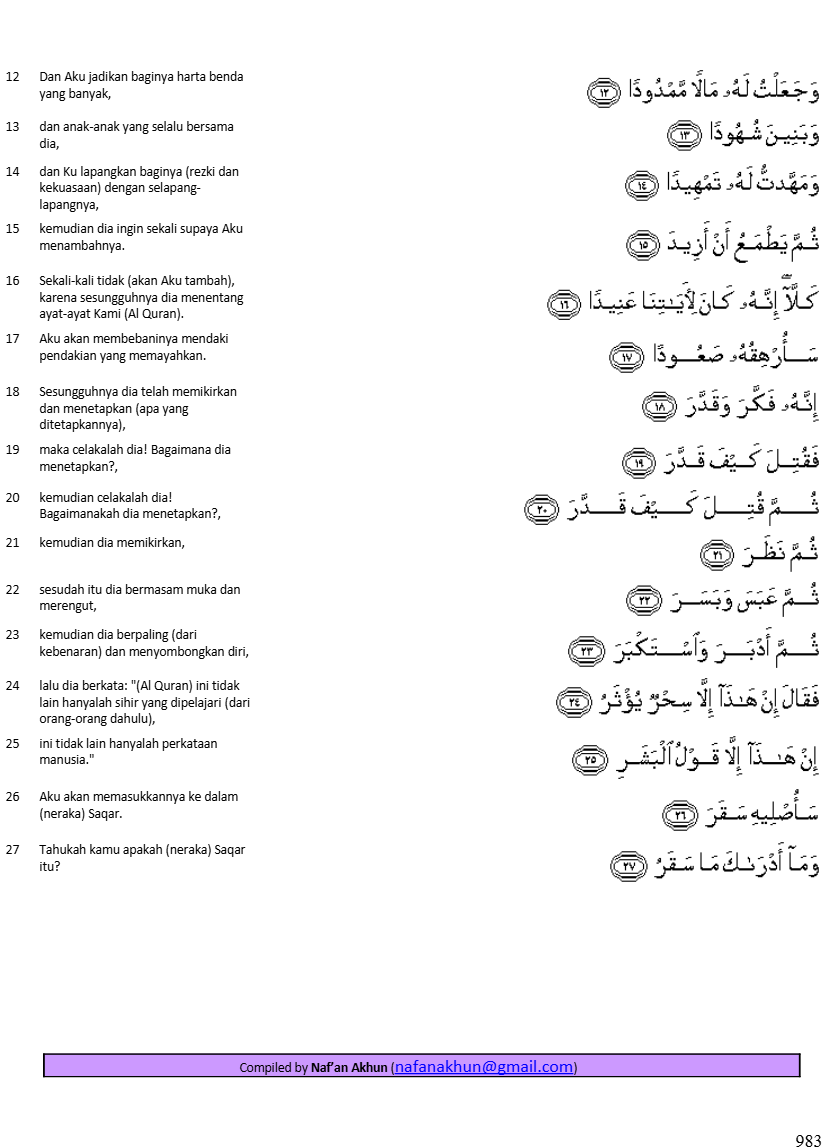 12 Dan Aku jadikan baginya harta benda
yang banyak,
وَجَعَلْتُ لَهُۥ مَالًا مَّمْدُودًا ١٢
13 dan anak-anak yang selalu bersama
dia,
وَبَنِينَ شُهُودًا ١٣
14 dan Ku lapangkan baginya (rezki dan
kekuasaan) dengan selapang-
lapangnya,
وَمَهَّدتُّ لَهُۥ تَمْهِيدًا ١٤
15 kemudian dia ingin sekali supaya Aku
menambahnya.
ثُمَّ يَطْمَعُ أَنْ أَزِيدَ ١٥
16 Sekali-kali tidak (akan Aku tambah),
karena sesungguhnya dia menentang
ayat-ayat Kami (Al Quran).
كَلَّآ ۖ إِنَّهُۥ كَانَ لِأَيَـٰتِنَا عَنِيدًا ١٦
17 Aku akan membebaninya mendaki
pendakian yang memayahkan.
سَأُرْهِقُهُۥ صَعُودًا ١٧
18 Sesungguhnya dia telah memikirkan
dan menetapkan (apa yang
ditetapkannya),
إِنَّهُۥ فَكَّرَ وَقَدَّرَ ١٨
19 maka celakalah dia! Bagaimana dia
menetapkan?,
فَقُتِلَ كَيْفَ قَدَّرَ ١٩
20 kemudian celakalah dia!
Bagaimanakah dia menetapkan?,
ثُمَّ قُتِلَ كَيْفَ قَدَّرَ ٢٠
21 kemudian dia memikirkan,
ثُمَّ نَظَرَ ٢١
22 sesudah itu dia bermasam muka dan
merengut,
ثُمَّ عَبَسَ وَبَسَرَ ٢٢
23 kemudian dia berpaling (dari
kebenaran) dan menyombongkan diri,
ثُمَّ أَدْبَرَ وَٱسْتَكْبَرَ ٢٣
24 lalu dia berkata: "(Al Quran) ini tidak
lain hanyalah sihir yang dipelajari (dari
orang-orang dahulu),
فَقَالَ إِنْ هَـٰذَآ إِلَّا سِحْرٌ يُؤْثَرُ ٢٤
25 ini tidak lain hanyalah perkataan
manusia."
إِنْ هَـٰذَآ إِلَّا قَوْلُ ٱلْبَشَرِ ٢٥
26 Aku akan memasukkannya ke dalam
(neraka) Saqar.
سَأُصْلِيهِ سَقَرَ ٢٦
27 Tahukah kamu apakah (neraka) Saqar
itu?
وَمَآ أَدْرَىٰكَ مَا سَقَرُ ٢٧
Compiled by Naf’an Akhun (nafanakhun@gmail.com)
983